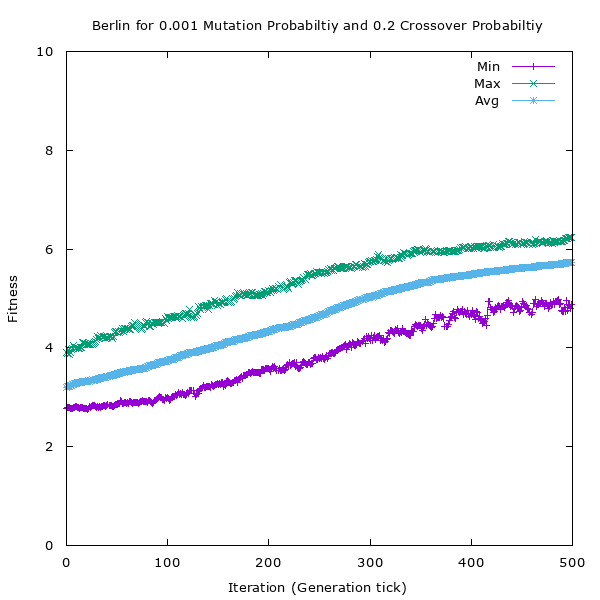 Berlin for 0.001 Mutation Probabiltiy and 0.2 Crossover Probabiltiy
10
8
6
4
2
0
Fitness
Min
Max
Avg
0 100 200 300 400 500
Iteration (Generation tick)